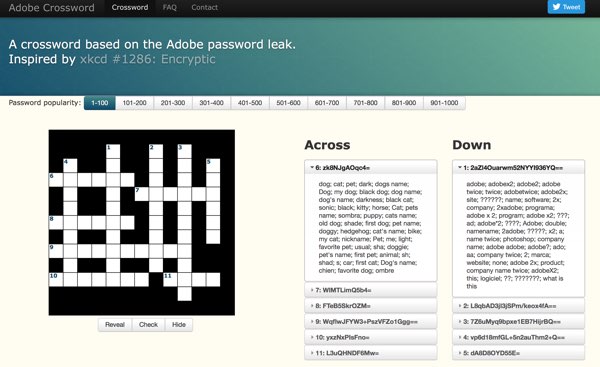 Adobe Crossword Crossword FAQ Contact Tweet
A crossword based on the Adobe password leak.
Inspired by xkcd #1286: Encryptic
Password popularity: 1-100 101-200 201-300 301-400 401-500 501-600 601-700 701-800 801-900 901-1000
1 2 3
4 5
6
7
8
9
10 11
Reveal Check Hide
Across
6: zk8NJgAOqc4=
dog; cat; pet; dark; dogs name;
Dog; my dog; black dog; dog name;
dog's name; darkness; black cat;
sonic; black; kitty; horse; Cat; pets
name; sombra; puppy; cats name;
old dog; shade; first dog; pet name;
doggy; hedgehog; cat's name; bike;
my cat; nickname; Pet; me; light;
favorite pet; usual; sha; doggie;
pet's name; first pet; animal; sh;
shad; s; car; first cat; Dog's name;
chien; favorite dog; ombre
7: WIMTLimQ5b4=
8: FTeB5SkrOZM=
9: WqflwJFYW3+PszVFZo1Ggg==
10: yxzNxPIsFno=
11: L3uQHNDF6Mw=
Down
1: 2aZl4Ouarwm52NYYI936YQ==
adobe; adobex2; adobe2; adobe
twice; twice; adobetwice; adobe2x;
site; ??????; name; software; 2x;
company; 2xadobe; programa;
adobe x 2; program; adobe x2; ???;
ad; adobe*2; ????; Adobe; double;
namename; 2adobe; ?????; x2; a;
name twice; photoshop; company
name; adobe adobe; adobe?; ado;
aa; company twice; 2; marca;
website; none; adobe 2x; product;
company name twice; adobeX2;
this; logiciel; ??; ???????; what is
this
2: L8qbAD3jl3jSPm/keox4fA==
3: 7Z6uMyq9bpxe1EB7HijrBQ==
4: vp6d18mfGL+5n2auThm2+Q==
5: dA8D8OYD55E=